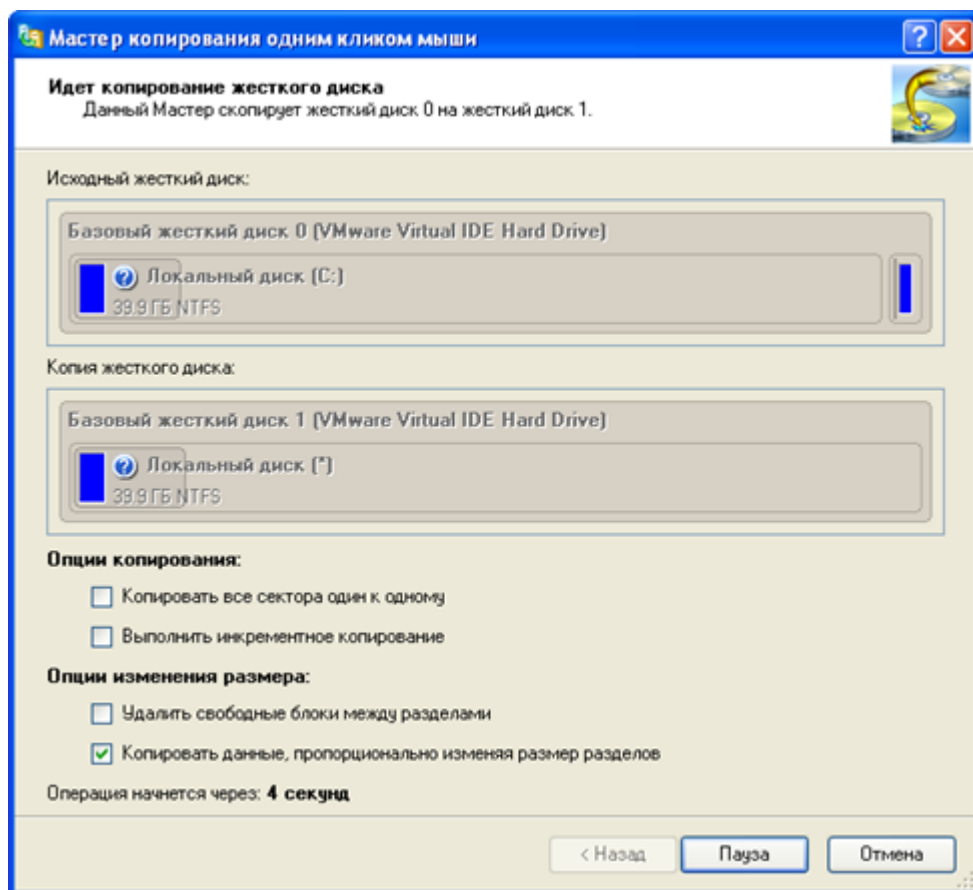 Мастер копирования одним кликом мыши
Идет копирование жесткого диска
Данный Мастер скопирует жесткий диск 0 на жесткий диск 1.
Исходный жесткий диск:
Базовый жесткий диск 0 (VMware Virtual IDE Hard Drive)
Локальный диск (C:)
39.9 ГБ NTFS
Копия жесткого диска:
Базовый жесткий диск 1 (VMware Virtual IDE Hard Drive)
Локальный диск (*)
39.9 ГБ NTFS
Опции копирования:
Копировать все сектора один к одному
Выполнить инкрементное копирование
Опции изменения размера:
Удалить свободные блоки между разделами
Копировать данные, пропорционально изменяя размер разделов
Операция начнется через: 4 секунд
< Назад Пауза Отмена